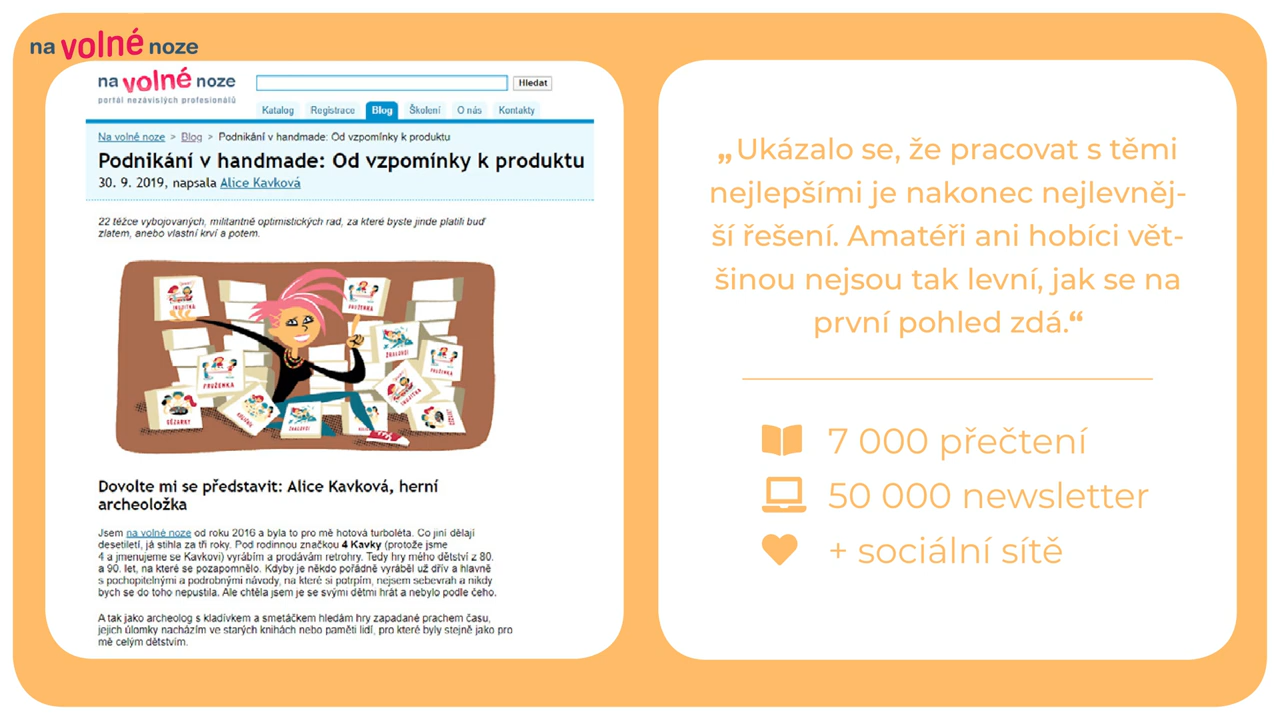 na volné noze
na volné noze
portál nezávislých profesionálů
Hledat
Katalog Registrace Blog Školení O nás Kontakty
Na volné noze > Blog > Podnikání v handmade: Od vzpomínky k produktu
Podnikání v handmade: Od vzpomínky k produktu
30. 9. 2019, napsala Alice Kavková
22 těžce vybojovaných, militantně optimistických rad, za které byste jinde platili buď
zlatem, anebo vlastní krví a potem.
PRUŽENKA
ŽRALOVIŠ
PRUŽENKA
PRUŽENKA
GÉZARKY
ŽRALOVIŠ
Dovolte mi se představit: Alice Kavková, herní
archeoložka
Jsem na volné noze od roku 2016 a byla to pro mě hotová turboléta. Co jiní dělají
desetiletí, já stihla za tři roky. Pod rodinnou značkou 4 Kavky (protože jsme
4 a jmenujeme se Kavkovi) vyrábím a prodávám retrohry. Tedy hry mého dětství z 80.
a 90. let, na které se pozapomnělo. Kdyby je někdo pořádně vyráběl už dřív a hlavně
s pochopitelnými a podrobnými návody, na které si potrpím, nejsem sebevrah a nikdy
bych se do toho nepustila. Ale chtěla jsem je se svými dětmi hrát a nebylo podle čeho.
A tak jako archeolog s kladívkem a smetáčkem hledám hry zapadané prachem času,
jejich úlomky nacházím ve starých knihách nebo paměti lidí, pro které byly stejně jako pro
mě celým dětstvím.
„Ukázalo se, že pracovat s těmi
nejlepšími je nakonec nejlevněj-
ší řešení. Amatéři ani hobíci vět-
šinou nejsou tak levní, jak se na
první pohled zdá.“
7 000 přečtení
50 000 newsletter
+ sociální sítě